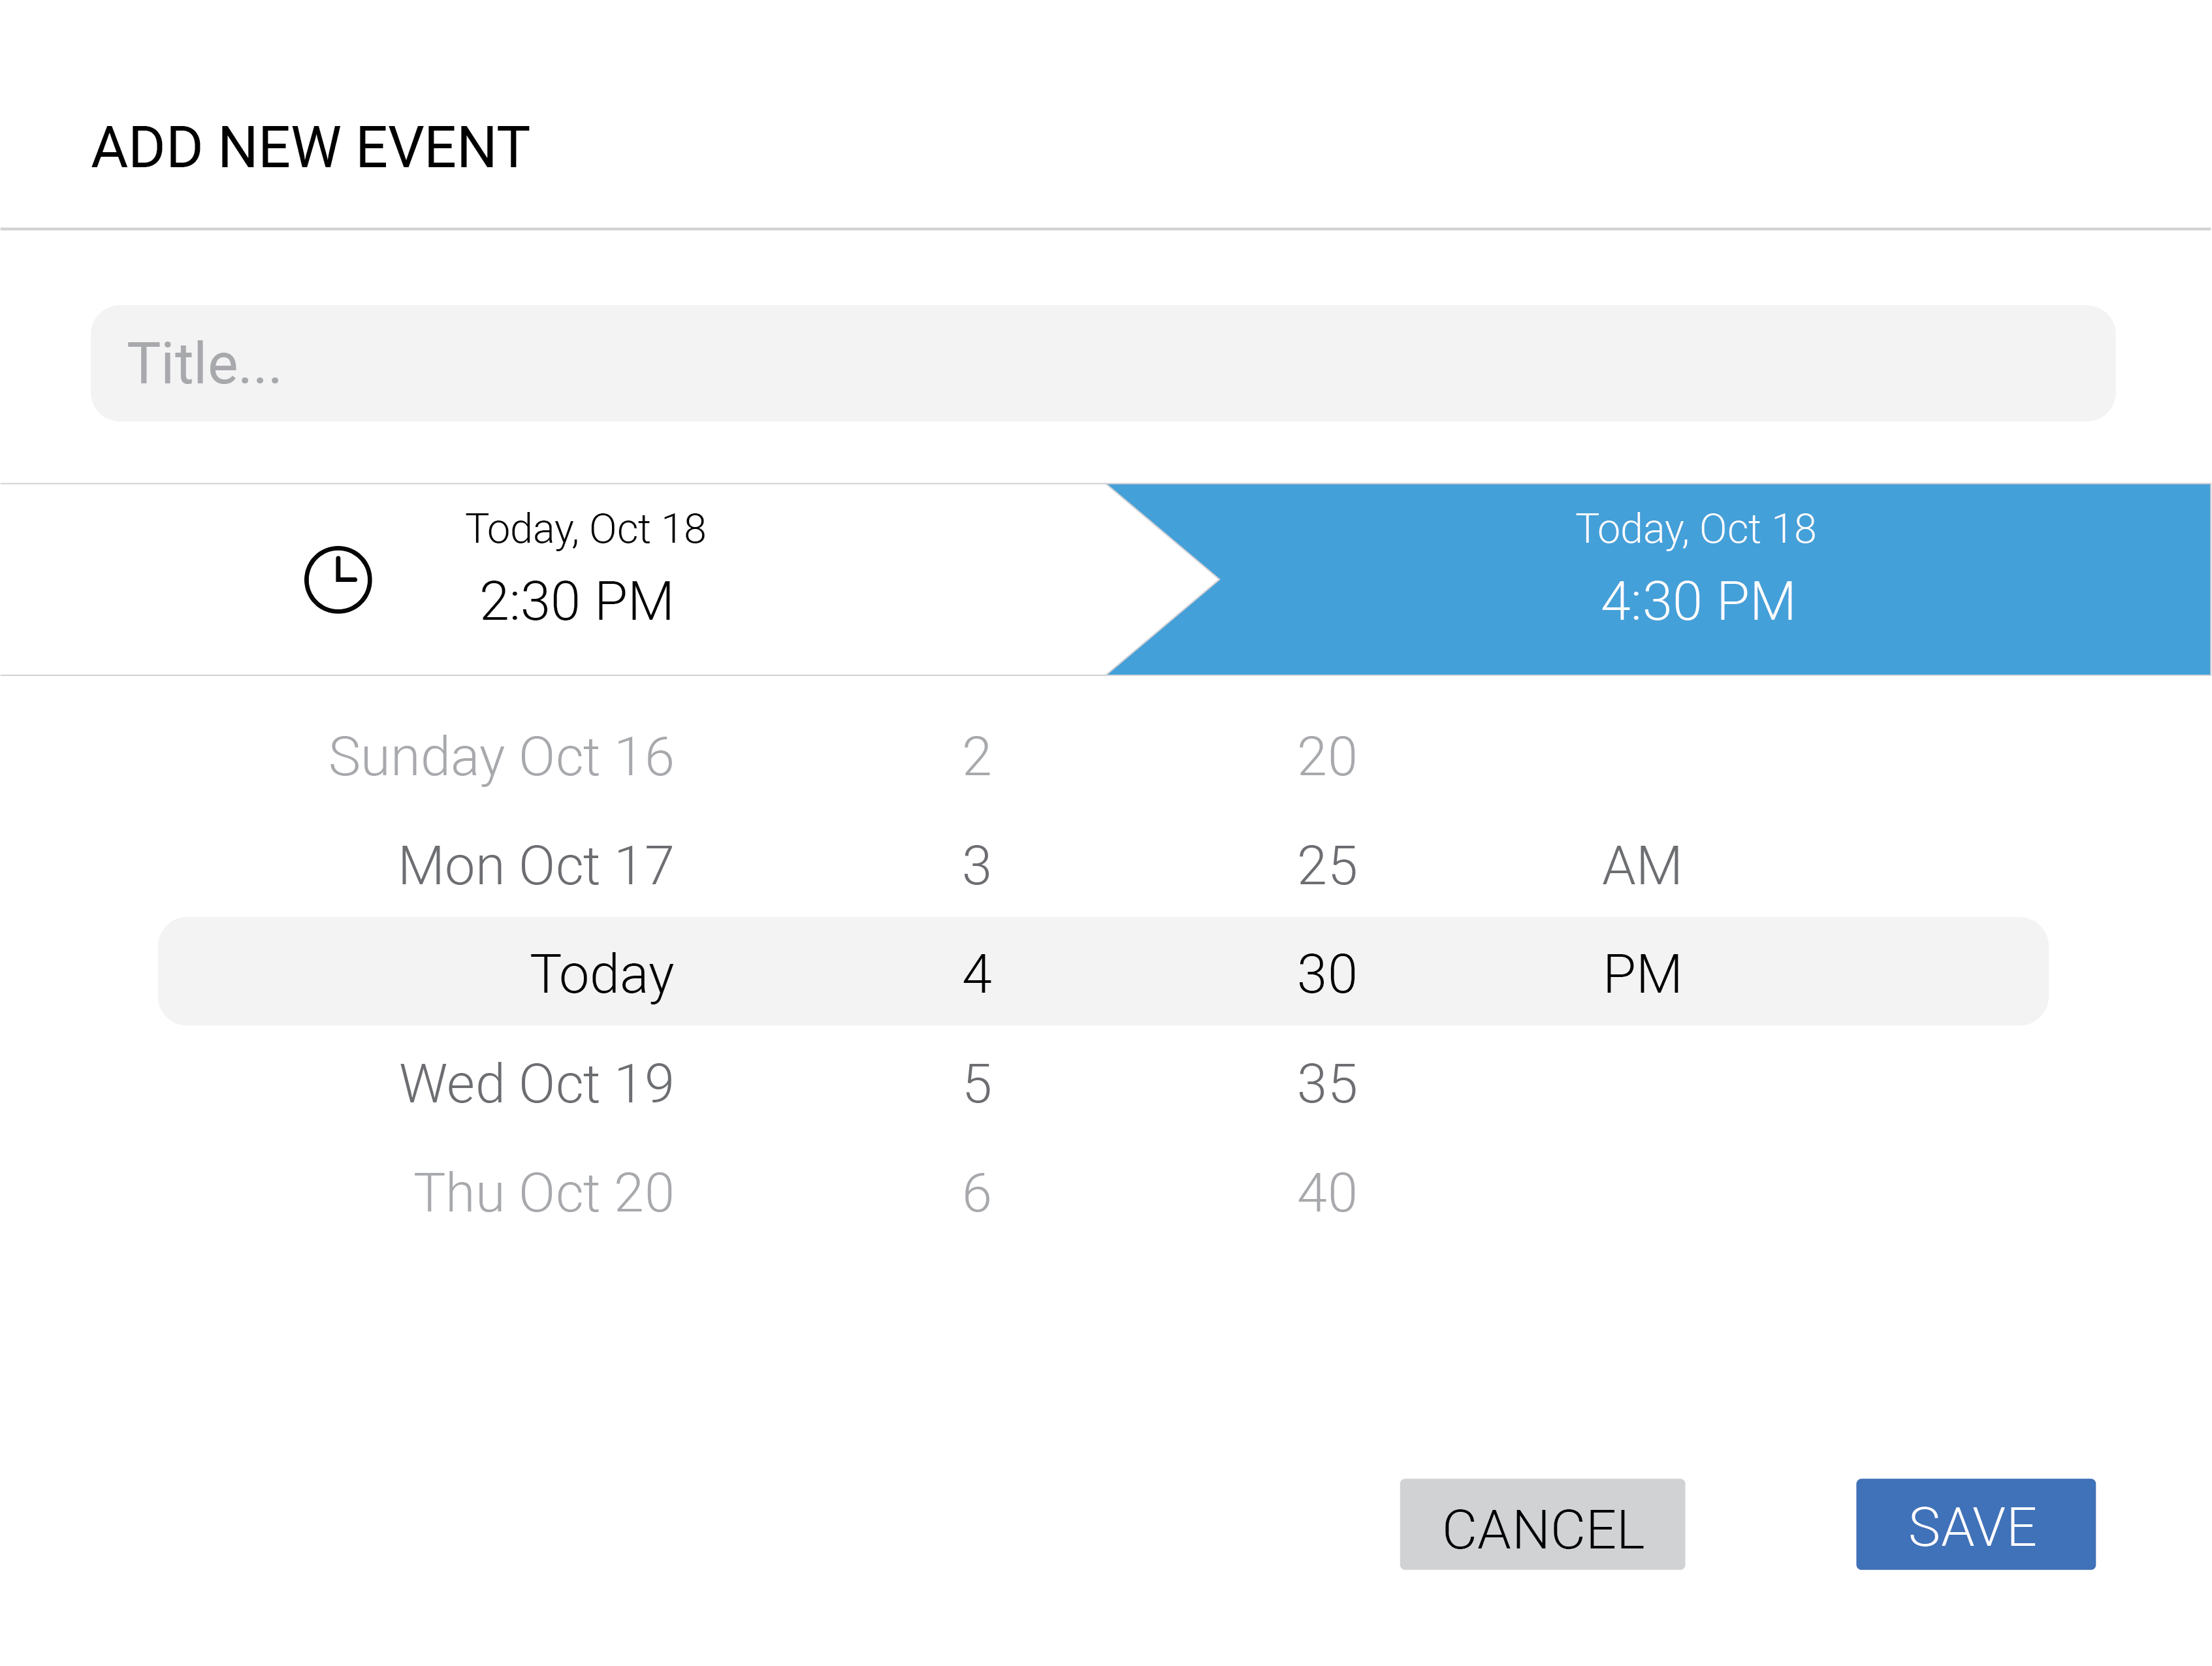 ADD NEW EVENT
Title...
Today, Oct 18
2:30 PM
Today, Oct 18
4:30 PM
Sunday Oct 16 2 20
Mon Oct 17 3 25 AM
Today 4 30 PM
Wed Oct 19 5 35
Thu Oct 20 6 40
CANCEL SAVE